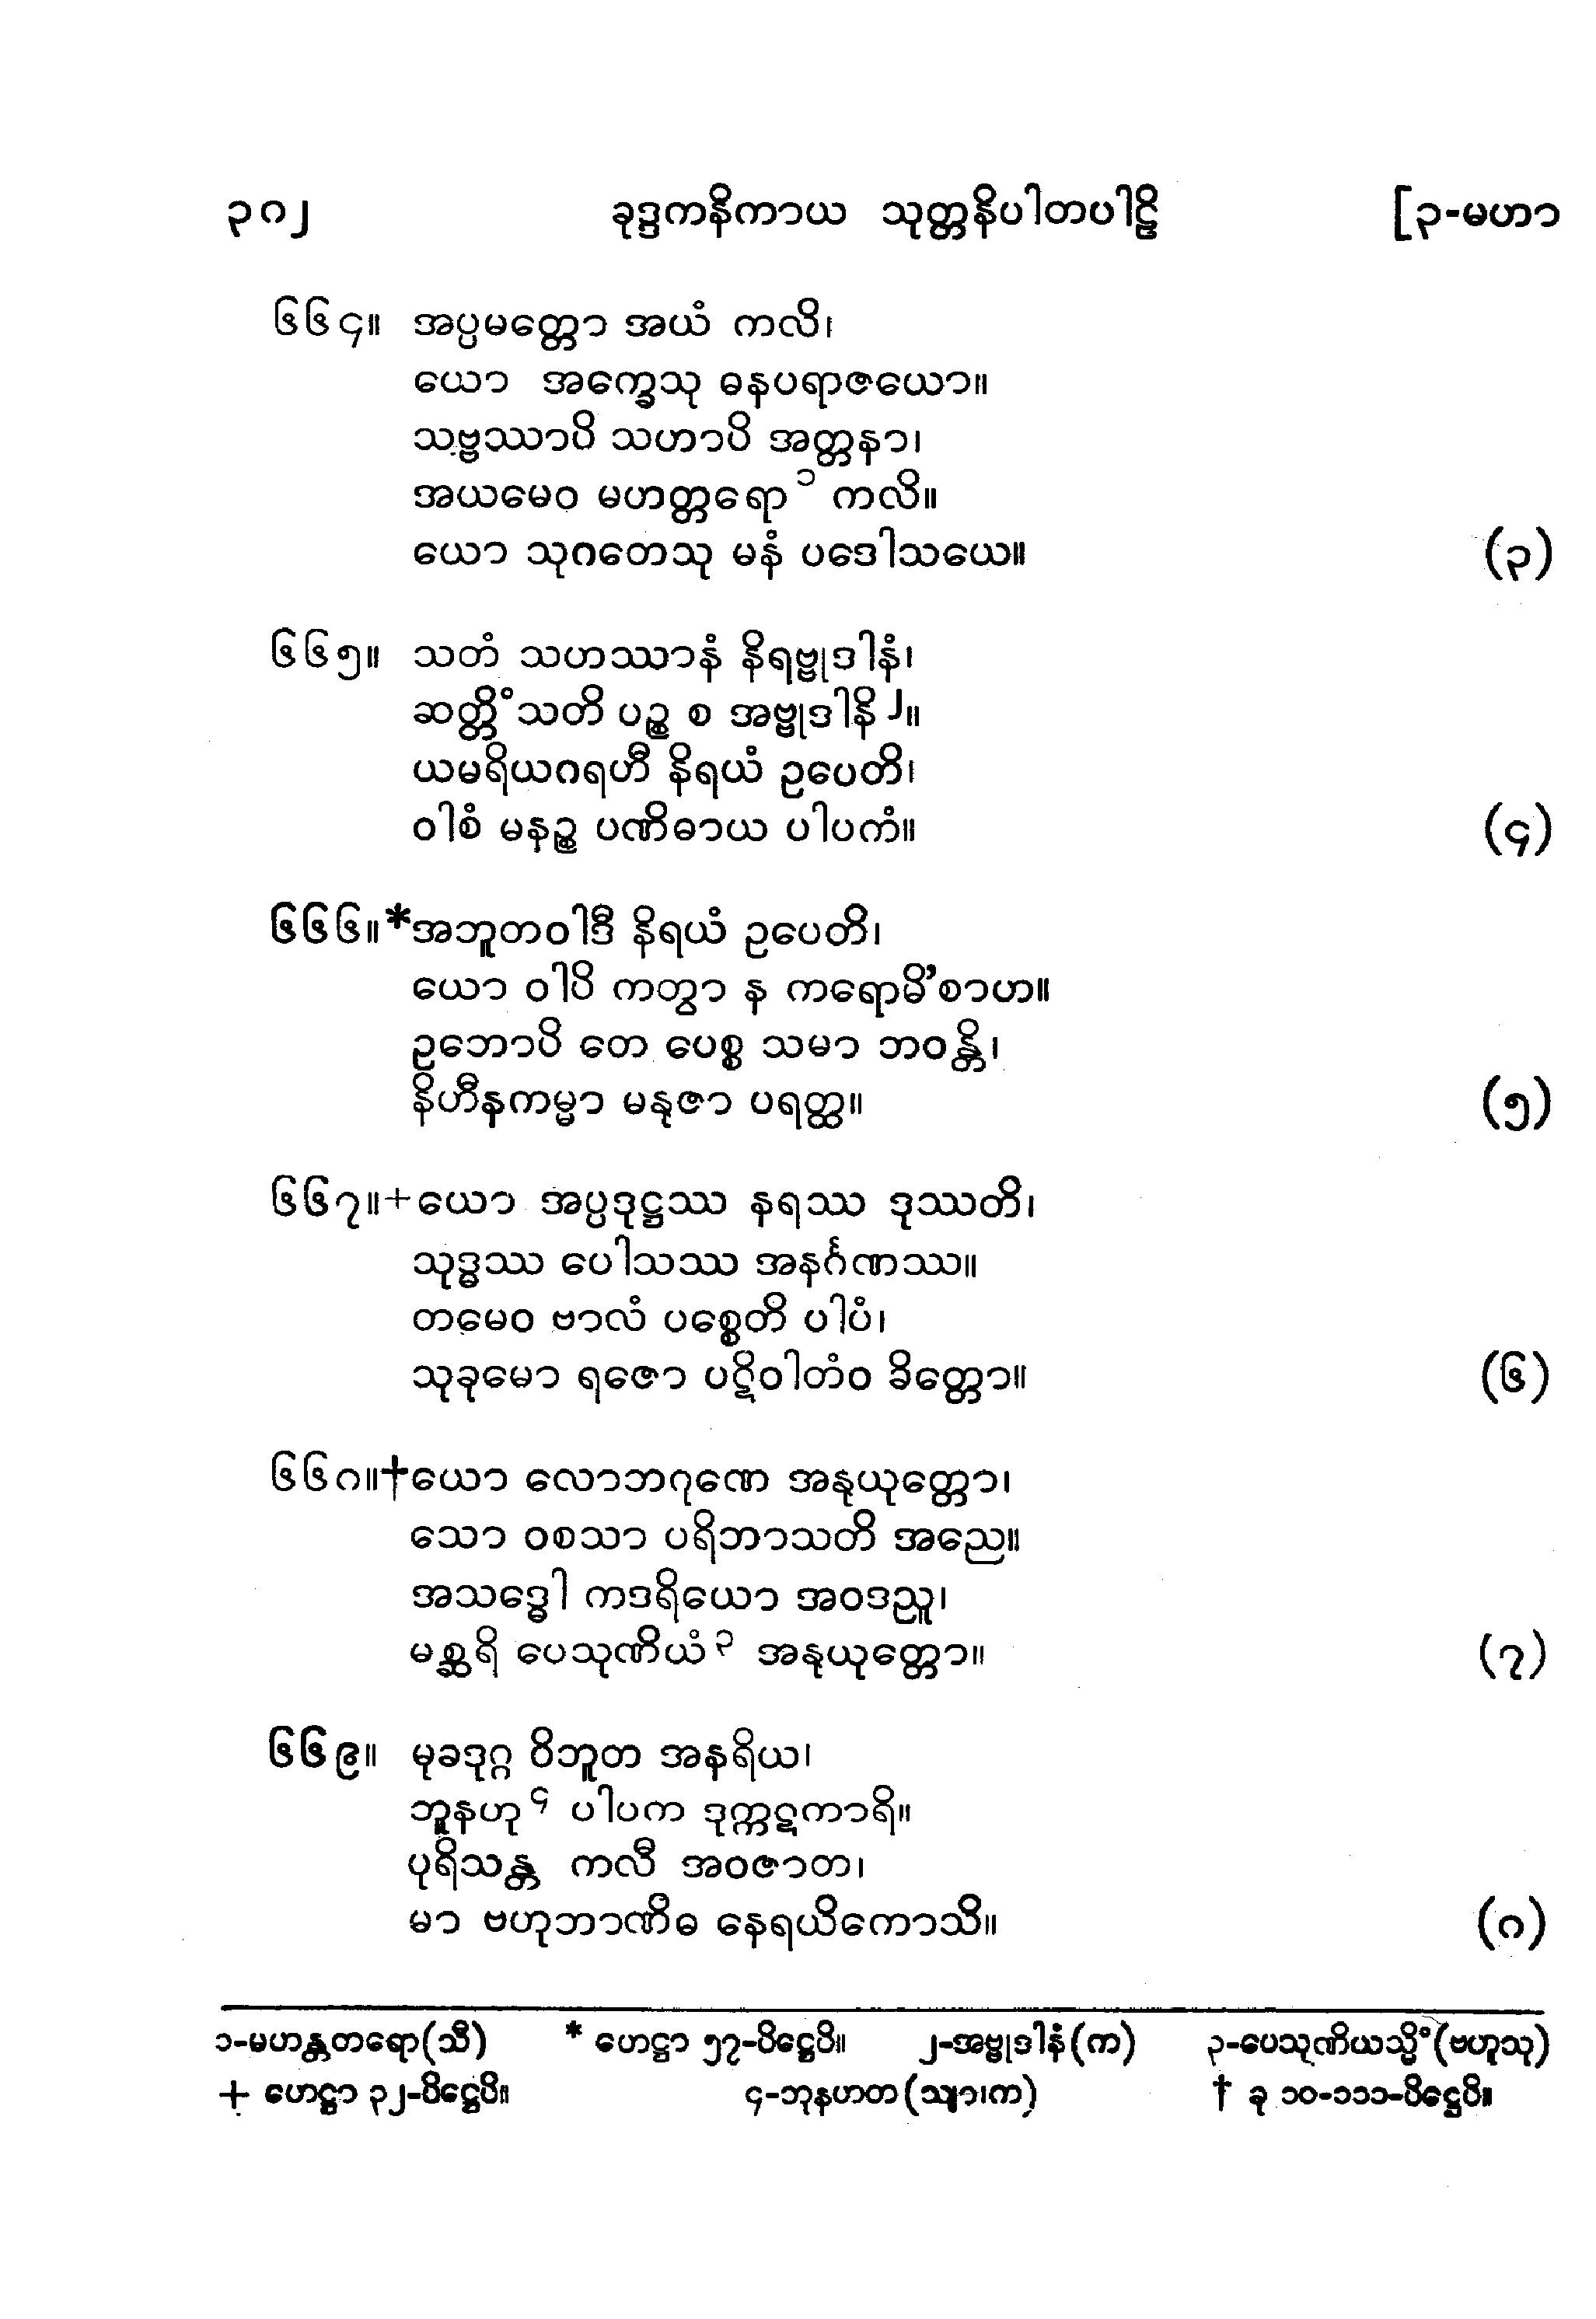 ၃၈၂ ခုဒ္ဒကနိကာယ သုတ္တနိပါတပါဠိ [၃-မဟာ
၆၆၄။ အပ္ပမတ္တော အယံ ကလိ၊
ယော အက္ခေသု ဓနပရာဇယော။
သဗ္ဗဿာပိ သဟာပိ အတ္တနာ၊
အယမေဝ မဟတ္တရော ၁ ကလိ။
ယော သုဂတေသု မနံ ပဒေါသယေ။ (၃)
၆၆၅။ သတံ သဟဿာနံ နိရဗ္ဗုဒါနံ၊
ဆတ္တိံသတိ ပဉ္စ စ အဗ္ဗုဒါနိ ၂။
ယမရိယဂရဟီ နိရယံ ဥပေတိ၊
ဝါစံ မနဉ္စ ပဏိဓာယ ပါပကံ။ (၄)
၆၆၆။ *အဘူတဝါဒီ နိရယံ ဥပေတိ၊
ယော ဝါပိ ကတွာ န ကရောမိ’စာဟ။
ဥဘောပိ တေ ပေစ္စ သမာ ဘဝန္တိ၊
နိဟီနကမ္မာ မနုဇာ ပရတ္ထ။ (၅)
၆၆၇။ +ယော အပ္ပဒုဋ္ဌဿ နရဿ ဒုဿတိ၊
သုဒ္ဓဿ ပေါသဿ အနင်္ဂဏဿ။
တမေဝ ဗာလံ ပစ္စေတိ ပါပံ၊
သုခုမော ရဇော ပဋိဝါတံဝ ခိတ္တော။ (၆)
၆၆၈။ †ယော လောဘဂုဏေ အနုယုတ္တော၊
သော ဝစသာ ပရိဘာသတိ အညေ။
အသဒ္ဓေါ ကဒရိယော အဝဒညူ၊
မစ္ဆရိ ပေသုဏိယံ ၃ အနုယုတ္တော။ (၇)
၆၆၉။ မုခဒုဂ္ဂ ဝိဘူတ အနရိယ၊
ဘူနဟု ၄ ပါပက ဒုက္ကဋကာရိ။
ပုရိသန္တ ကလီ အဝဇာတ၊
မာ ဗဟုဘာဏိဓ နေရယိကောသိ။ (၈)
၁-မဟန္တတရော(သီ) * ဟေဋ္ဌာ ၅၇-ပိဋ္ဌေပိ။ ၂-အဗ္ဗုဒါနံ(က) ၃-ပေသုဏိယသ္မိံ(ဗဟူသု)
+ ဟေဋ္ဌာ ၃၂-ပိဋ္ဌေပိ။ ၄-ဘုနဟတ(သျာ၊က) † ခု ၁၀-၁၁၁-ပိဋ္ဌေပိ။